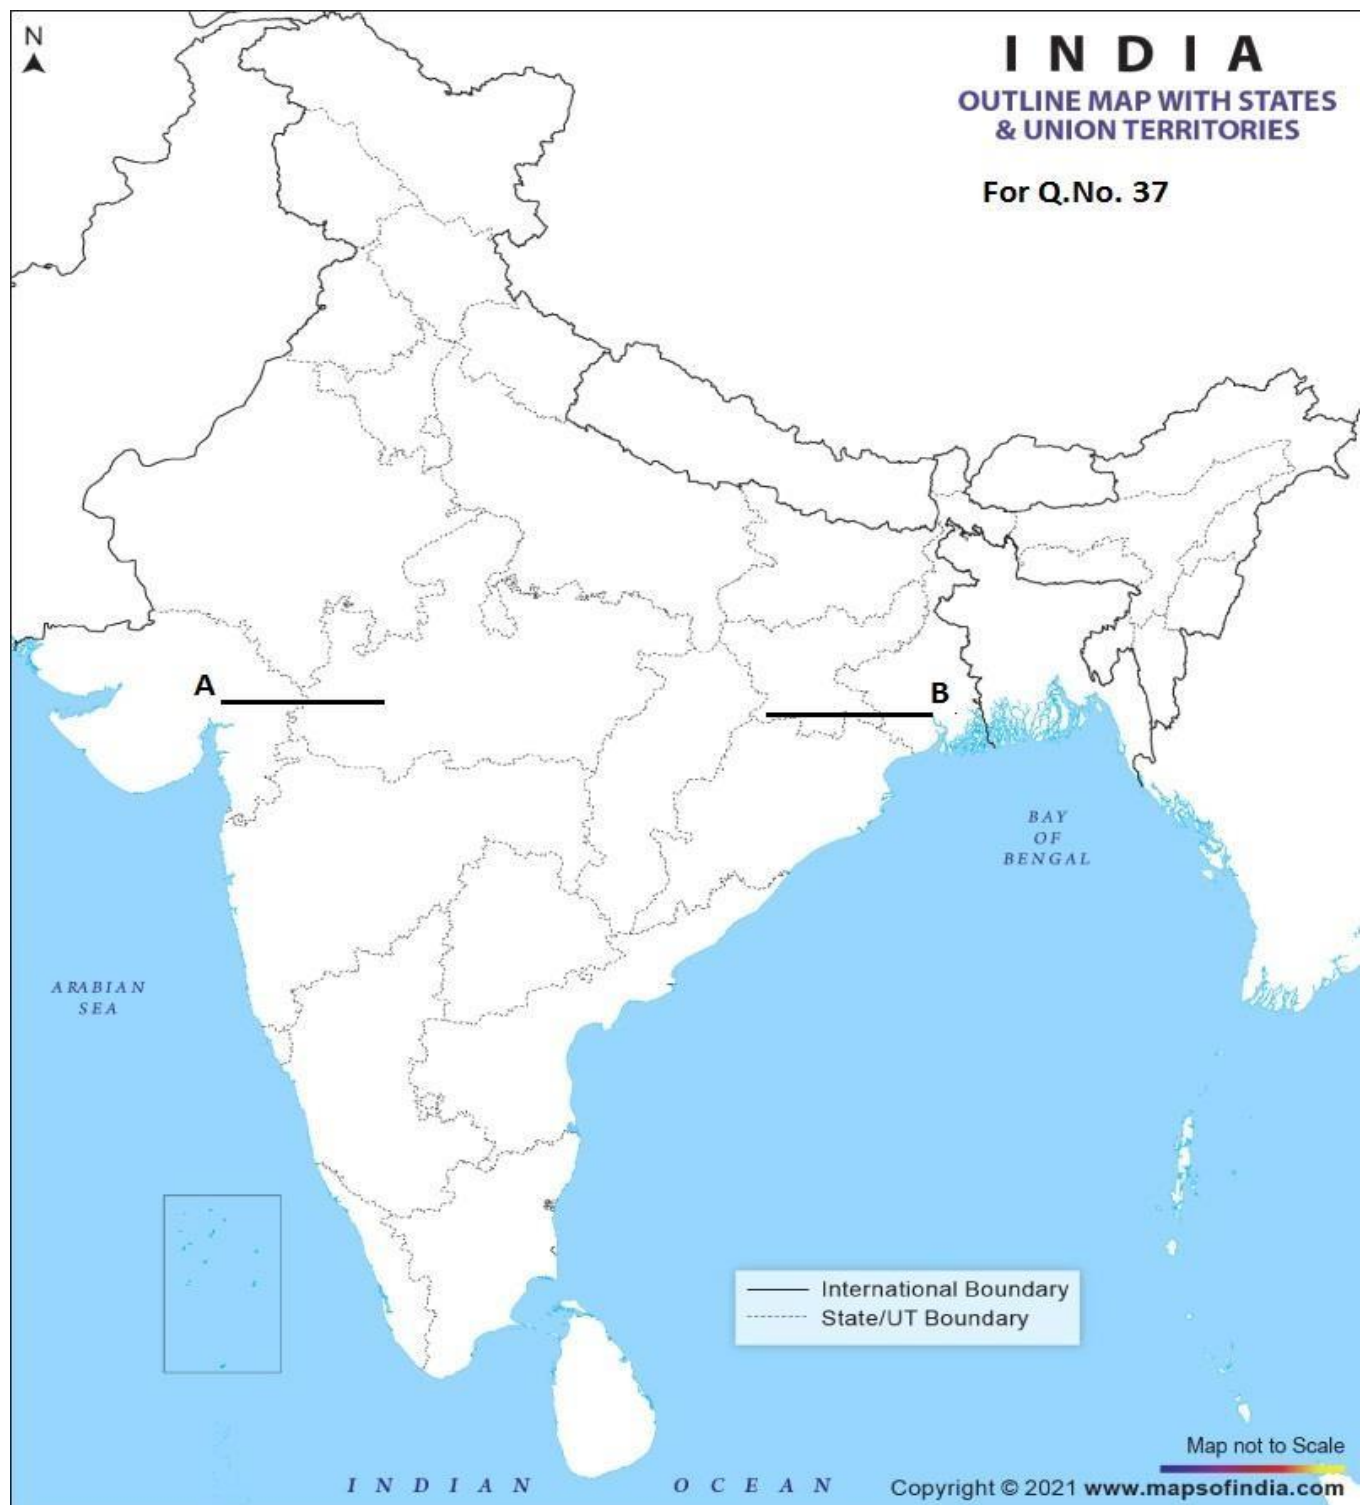 N
I N D I A
OUTLINE MAP WITH STATES
& UNION TERRITORIES
For Q.No. 37
A
B
BAY
OF
BENGAL
ARABIAN
SEA
International Boundary
State/UT Boundary
Map not to Scale
I N D I A N O C E A N
Copyright © 2021 www.mapsofindia.com